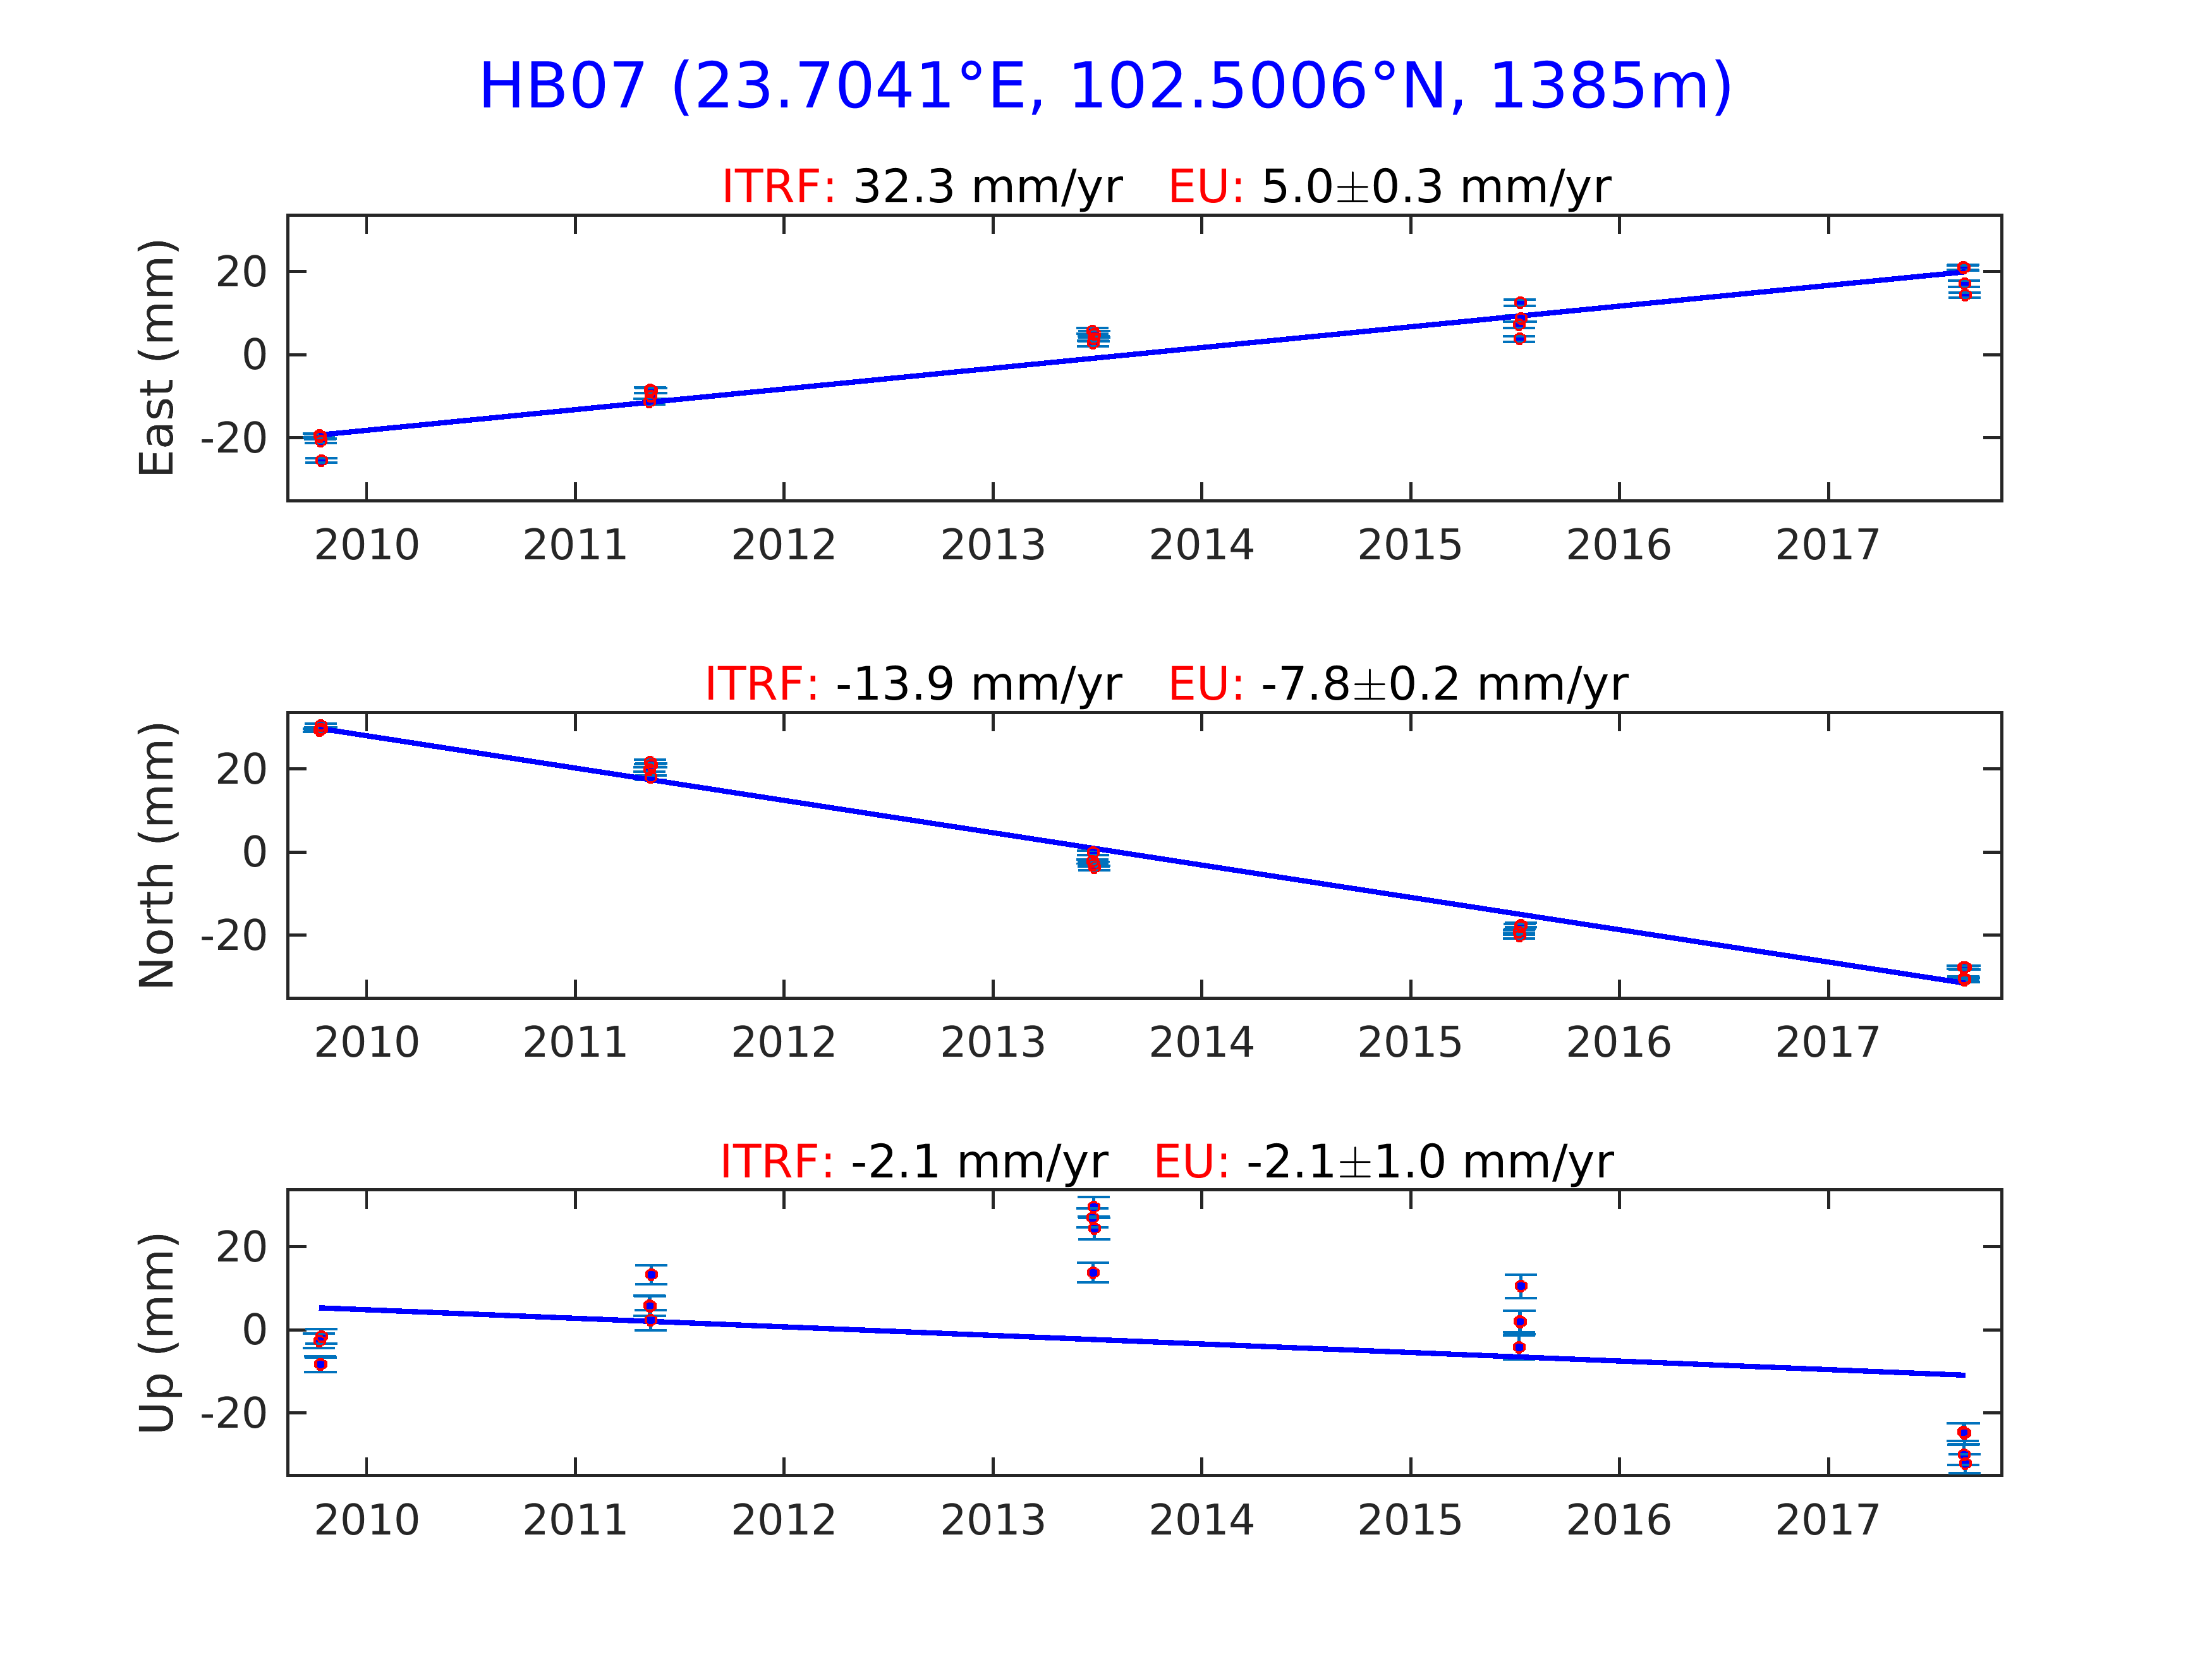 HB07 (23.7041°E, 102.5006°N, 1385m)
ITRF: 32.3 mm/yr EU: 5.0±0.3 mm/yr
East (mm)
20
0
-20
2010 2011 2012 2013 2014 2015 2016 2017
ITRF: -13.9 mm/yr EU: -7.8±0.2 mm/yr
North (mm)
20
0
-20
2010 2011 2012 2013 2014 2015 2016 2017
ITRF: -2.1 mm/yr EU: -2.1±1.0 mm/yr
Up (mm)
20
0
-20
2010 2011 2012 2013 2014 2015 2016 2017